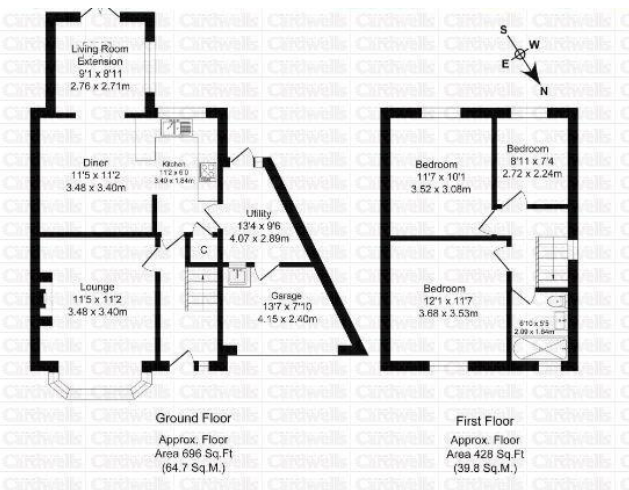 Living Room
Extension
9'1 x 8'11
2.76 x 2.71m
Diner
11'5 x 11'2
3.48 x 3.40m
Kitchen
11'2 x 6'0
3.40 x 1.84m
Utility
13'4 x 9'6
4.07 x 2.89m
C
Lounge
11'5 x 11'2
3.48 x 3.40m
Garage
13'7 x 7'10
4.15 x 2.40m
Ground Floor
Approx. Floor
Area 696 Sq.Ft
(64.7 Sq.M.)
S
W
E
N
Bedroom
11'7 x 10'1
3.52 x 3.08m
Bedroom
8'11 x 7'4
2.72 x 2.24m
Bedroom
12'1 x 11'7
3.68 x 3.53m
6'10 x 5'5
2.09 x 1.64m
First Floor
Approx. Floor
Area 428 Sq.Ft
(39.8 Sq.M.)
Cardwells